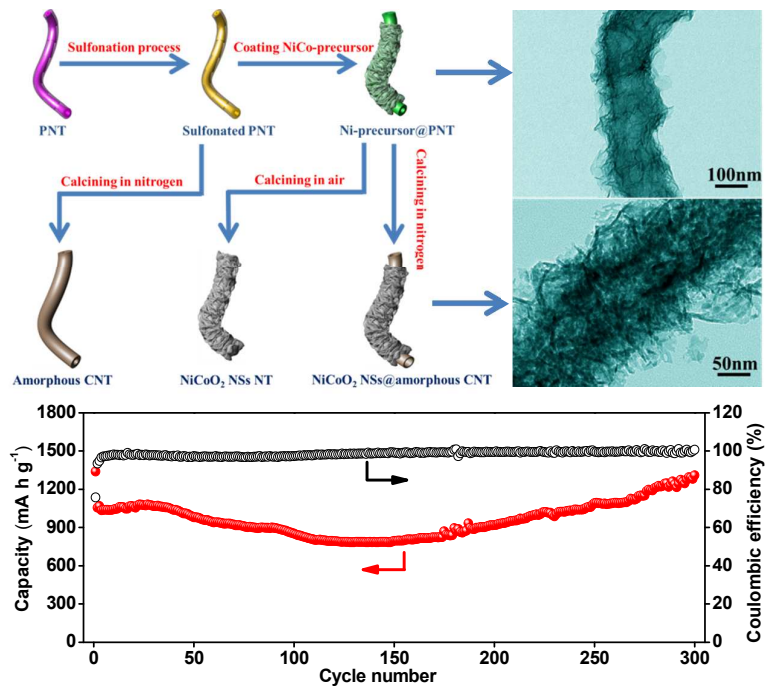 Sulfonation process
Coating NiCo-precursor
PNT
Sulfonated PNT
Ni-precursor@PNT
100nm
Calcining in nitrogen
Calcining in air
Calcining in nitrogen
Amorphous CNT
NiCoO₂ NSs NT
NiCoO₂ NSs@amorphous CNT
50nm
Capacity (mA h g⁻¹)
1800
1500
1200
900
600
300
0
120
100
80
60
40
20
0
Coulombic efficiency (%)
0
50
100
150
200
250
300
Cycle number